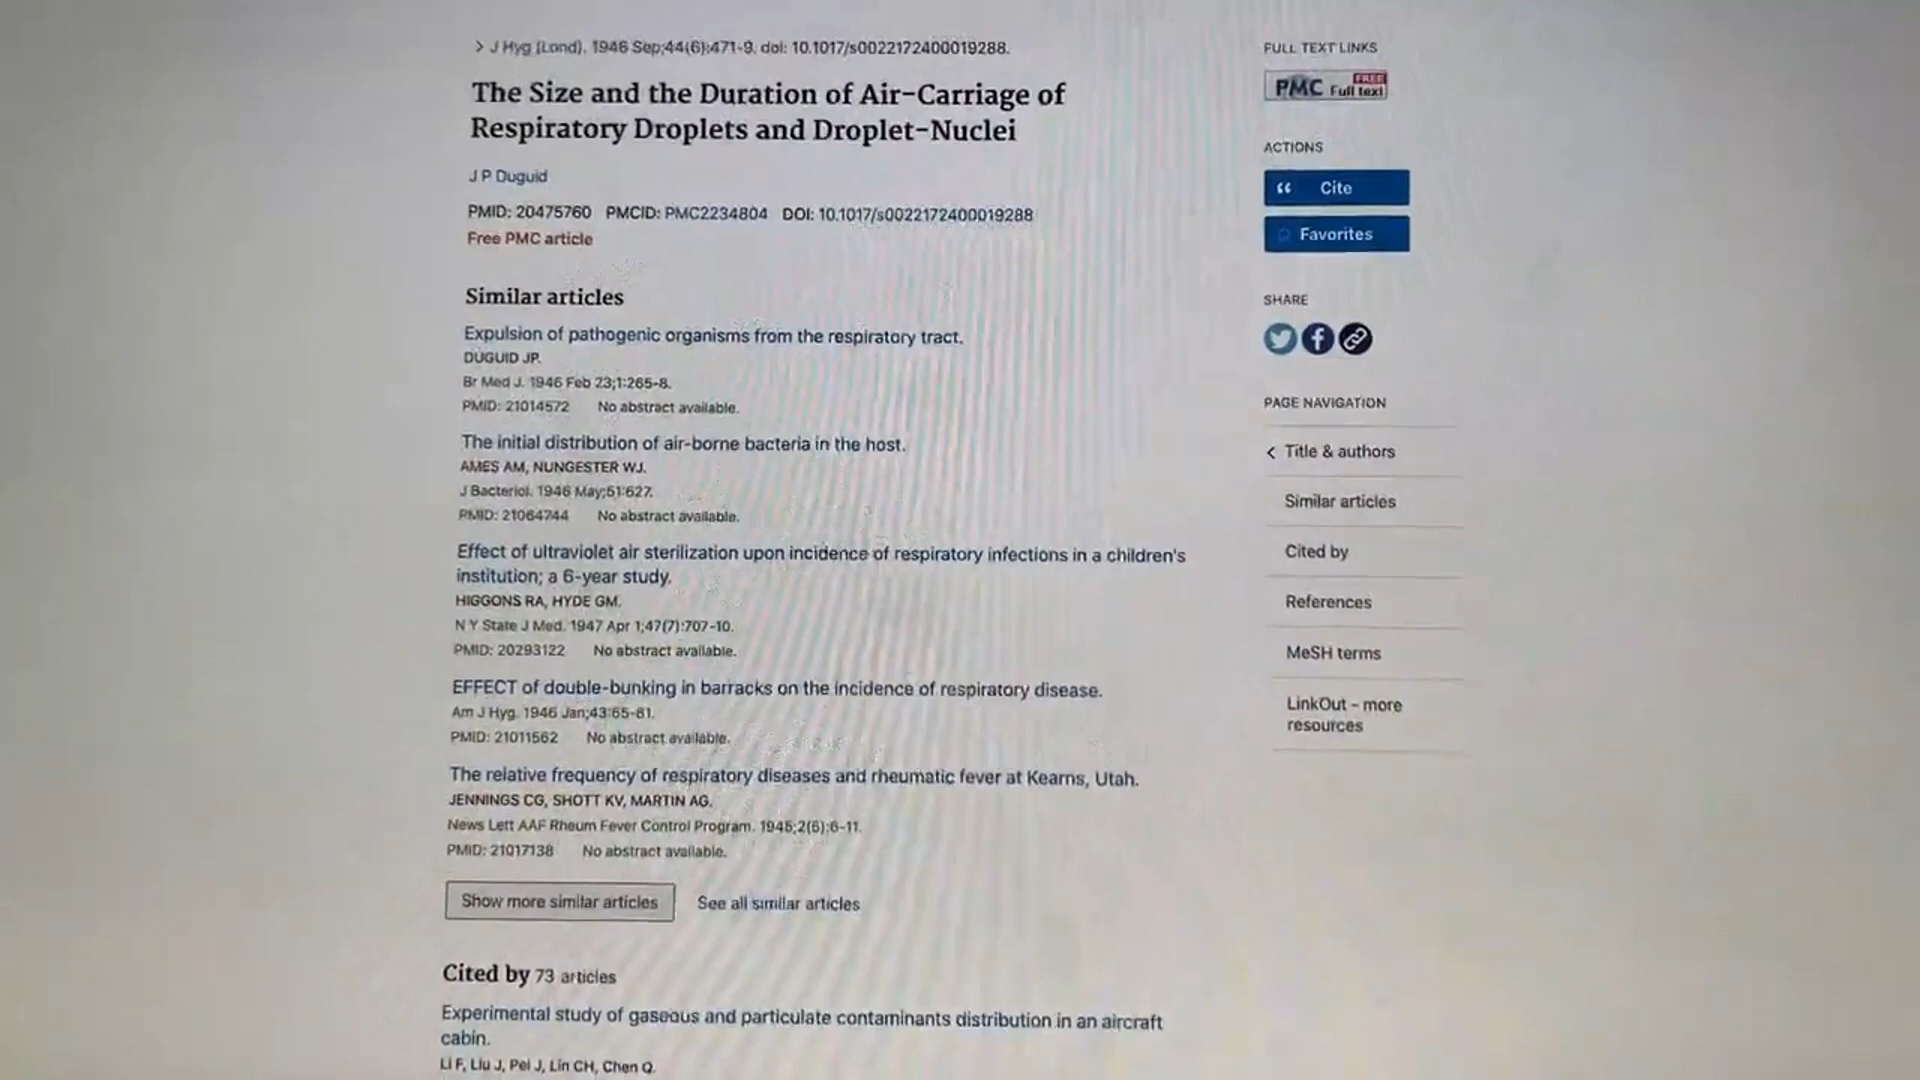 > J Hyg (Lond). 1946 Sep;44(6):471-9. doi: 10.1017/s0022172400019288.
The Size and the Duration of Air-Carriage of
Respiratory Droplets and Droplet-Nuclei
J P Duguid
PMID: 20475760 PMCID: PMC2234804 DOI: 10.1017/s0022172400019288
Free PMC article
Similar articles
Expulsion of pathogenic organisms from the respiratory tract.
DUGUID JP.
Br Med J. 1946 Feb 23;1:265-8.
PMID: 21014572 No abstract available.
The initial distribution of air-borne bacteria in the host.
AMES AM, NUNGESTER WJ.
J Bacteriol. 1946 May;51:627.
PMID: 21064744 No abstract available.
Effect of ultraviolet air sterilization upon incidence of respiratory infections in a children's
institution; a 6-year study.
HIGGONS RA, HYDE GM.
N Y State J Med. 1947 Apr 1;47(7):707-10.
PMID: 20293122 No abstract available.
EFFECT of double-bunking in barracks on the incidence of respiratory disease.
Am J Hyg. 1946 Jan;43:65-81.
PMID: 21011562 No abstract available.
The relative frequency of respiratory diseases and rheumatic fever at Kearns, Utah.
JENNINGS CG, SHOTT KV, MARTIN AG.
News Lett AAF Rheum Fever Control Program. 1945;2(5):6-11.
PMID: 21017138 No abstract available.
Show more similar articles See all similar articles
Cited by 73 articles
Experimental study of gaseous and particulate contaminants distribution in an aircraft
cabin.
Li F, Liu J, Pei J, Lin CH, Chen Q.
FULL TEXT LINKS
PMC FREE Full text
ACTIONS
Cite
Favorites
SHARE
PAGE NAVIGATION
< Title & authors
Similar articles
Cited by
References
MeSH terms
LinkOut - more
resources